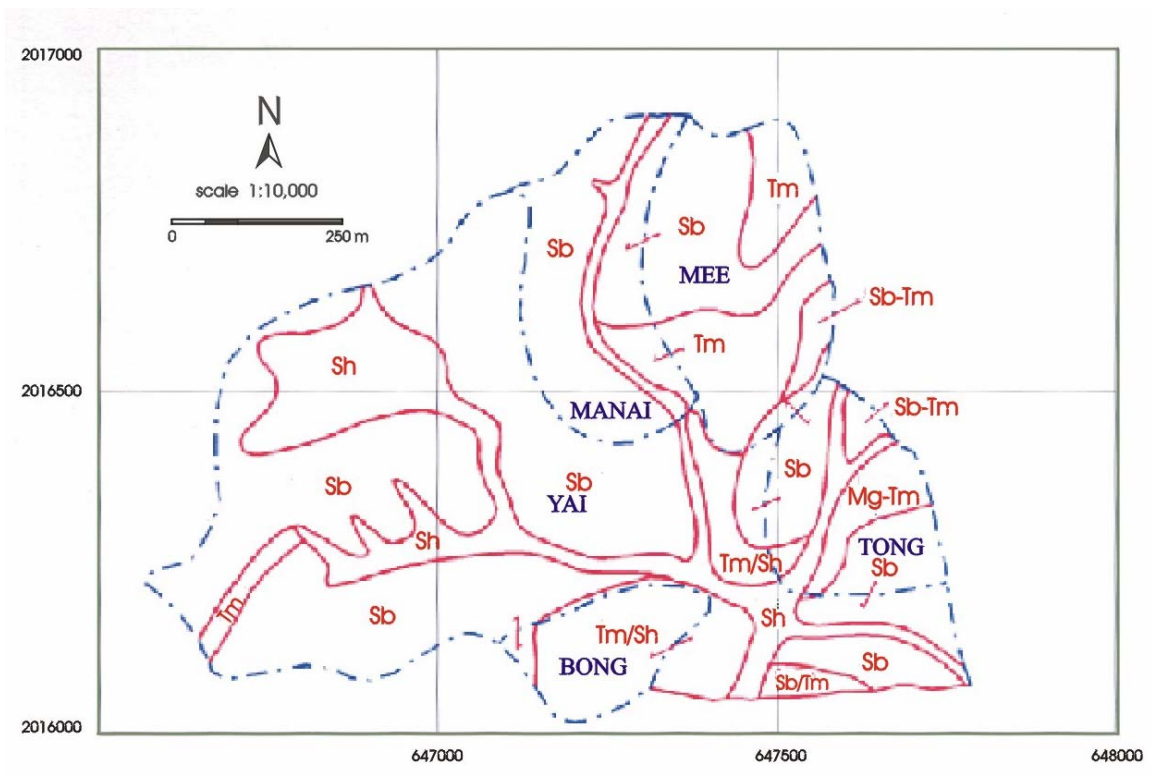 2017000
N
scale 1:10,000
0 250 m
Tm
Sb
Sb
MEE
Sb-Tm
Tm
Sh
2016500
MANAI
Sb-Tm
Sb
Sb
Sb
YAI
Mg-Tm
Sh
TONG
Tm/Sh
Sb
Tm
Sb
Sh
Tm/Sh
BONG
Sb
Sb/Tm
2016000
647000
647500
648000